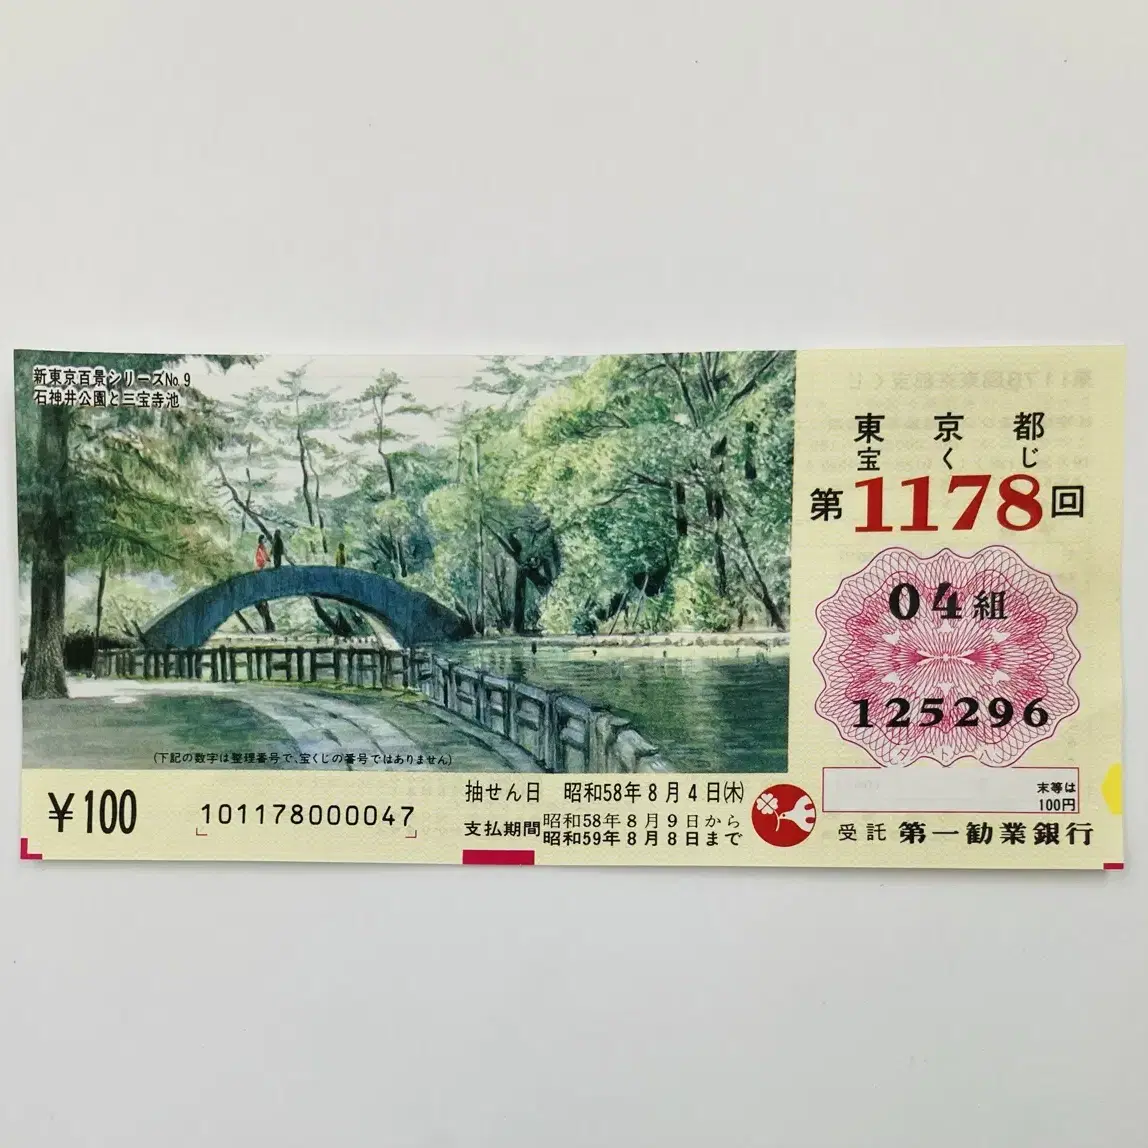 新東京百景シリーズNo.9
石神井公園と三宝寺池
(下記の数字は整理番号で、宝くじの番号ではありません)
¥100
101178000047
抽せん日 昭和58年8月4日(木)
支払期間 昭和58年8月9日から
昭和59年8月8日まで
東京都
宝くじ
第1178回
04組
125296
末等は
100円
受託 第一勧業銀行